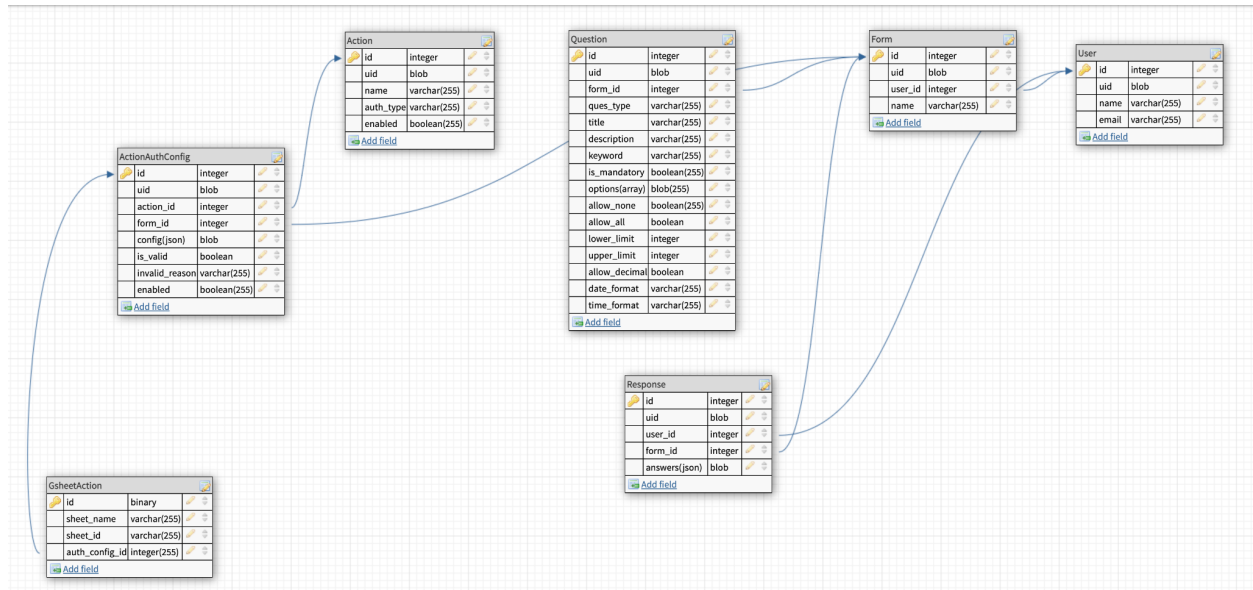 Action
id integer
uid blob
name varchar(255)
auth_type varchar(255)
enabled boolean(255)
Add field
Question
id integer
uid blob
form_id integer
ques_type varchar(255)
title varchar(255)
description varchar(255)
keyword varchar(255)
is_mandatory boolean(255)
options(array) blob(255)
allow_none boolean(255)
allow_all boolean
lower_limit integer
upper_limit integer
allow_decimal boolean
date_format varchar(255)
time_format varchar(255)
Add field
Form
id integer
uid blob
user_id integer
name varchar(255)
Add field
User
id integer
uid blob
name varchar(255)
email varchar(255)
Add field
ActionAuthConfig
id integer
uid blob
action_id integer
form_id integer
config(json) blob
is_valid boolean
invalid_reason varchar(255)
enabled boolean(255)
Add field
Response
id integer
uid blob
user_id integer
form_id integer
answers(json) blob
Add field
GsheetAction
id binary
sheet_name varchar(255)
sheet_id varchar(255)
auth_config_id integer(255)
Add field